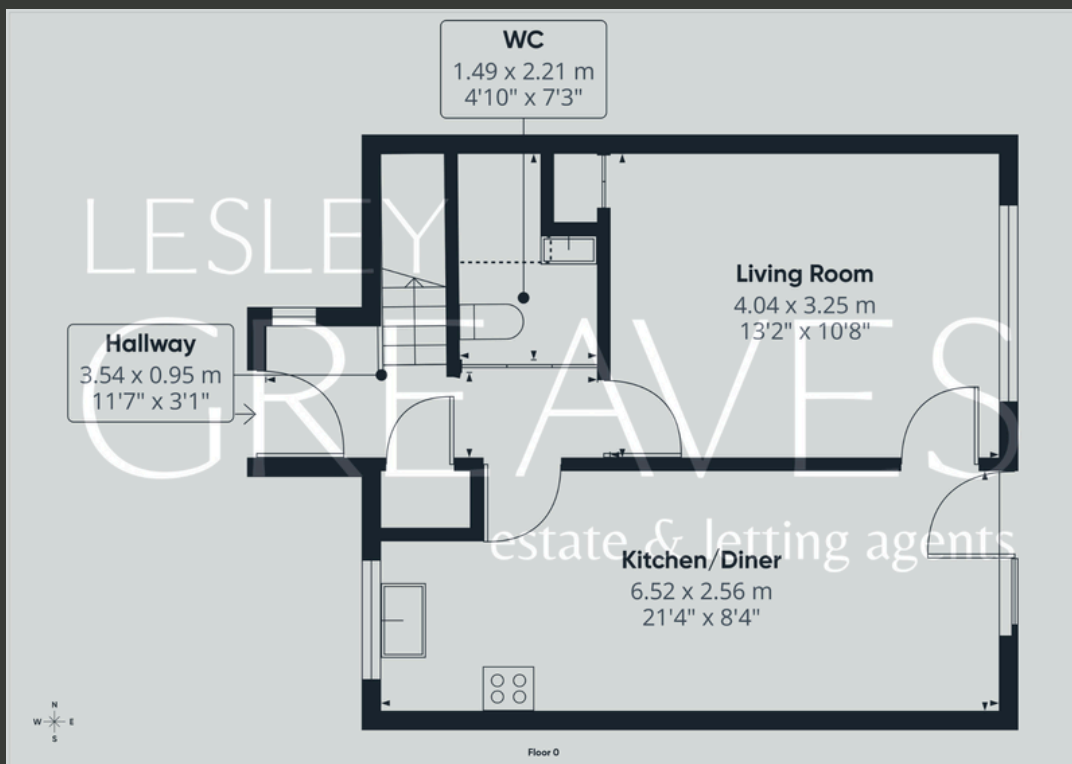 WC
1.49 x 2.21 m
4'10" x 7'3"
LESLEY
GREAVES
estate & letting agents
Living Room
4.04 x 3.25 m
13'2" x 10'8"
Hallway
3.54 x 0.95 m
11'7" x 3'1"
Kitchen/Diner
6.52 x 2.56 m
21'4" x 8'4"
N
W E
S
Floor 0